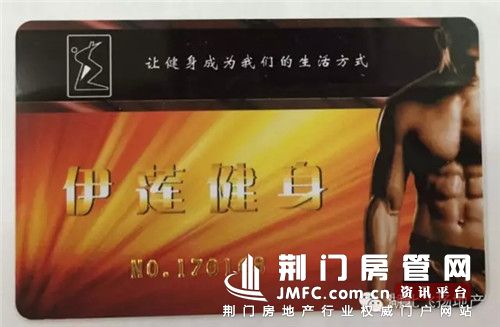 让健身成为我们的生活方式
伊莲健身
荆门房管网
JMFC.com.cn 资讯平台
荆门房地产行业权威门户网站